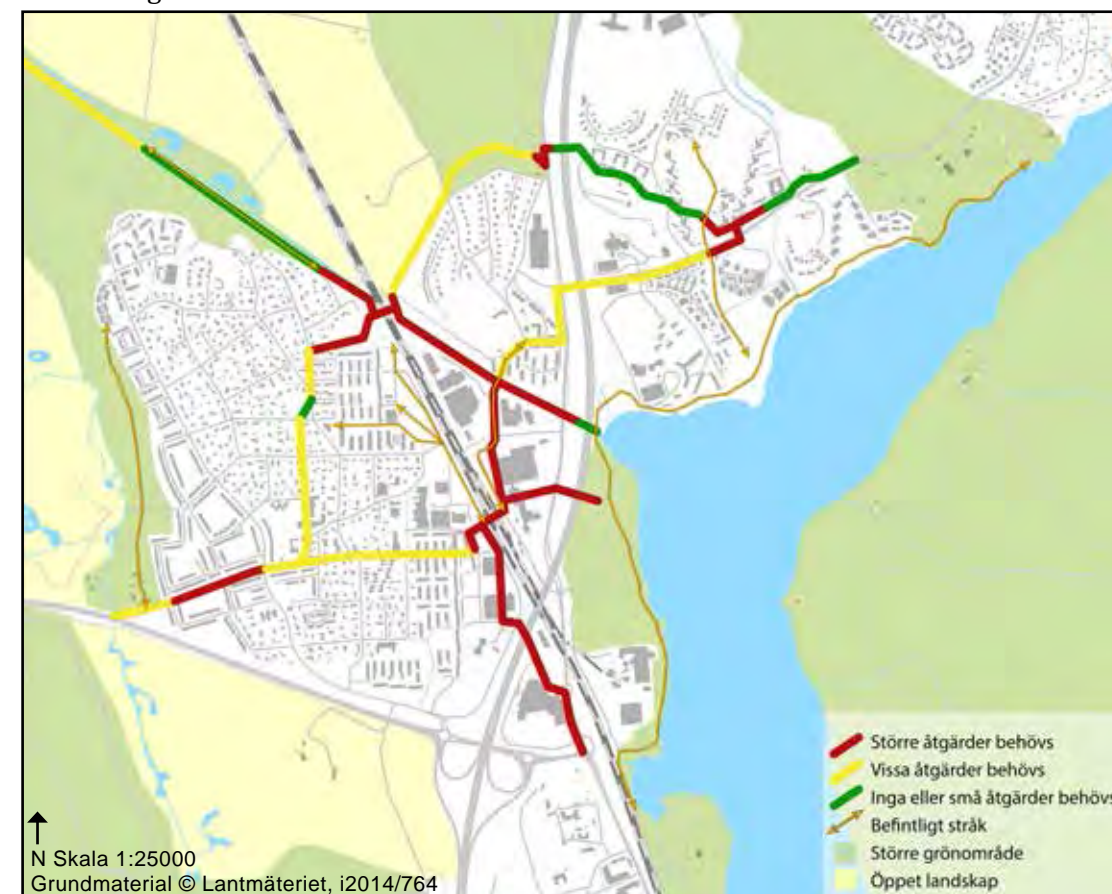 Större åtgärder behövs
Vissa åtgärder behövs
Inga eller små åtgärder behövs
Befintligt stråk
Större grönområde
Öppet landskap
N Skala 1:25000
Grundmaterial © Lantmäteriet, i2014/764